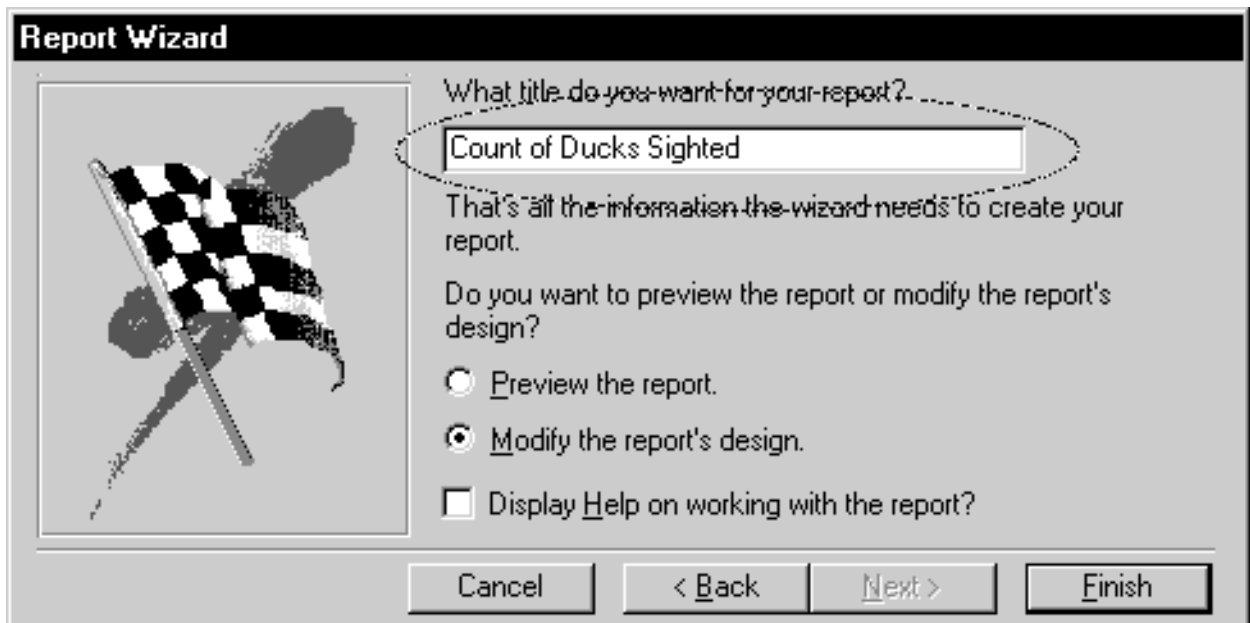 Report Wizard
What title do you want for your report?
Count of Ducks Sighted
That's all the information the wizard needs to create your
report.
Do you want to preview the report or modify the report's
design?
Preview the report.
Modify the report's design.
Display Help on working with the report?
Cancel
< Back
Next >
Finish